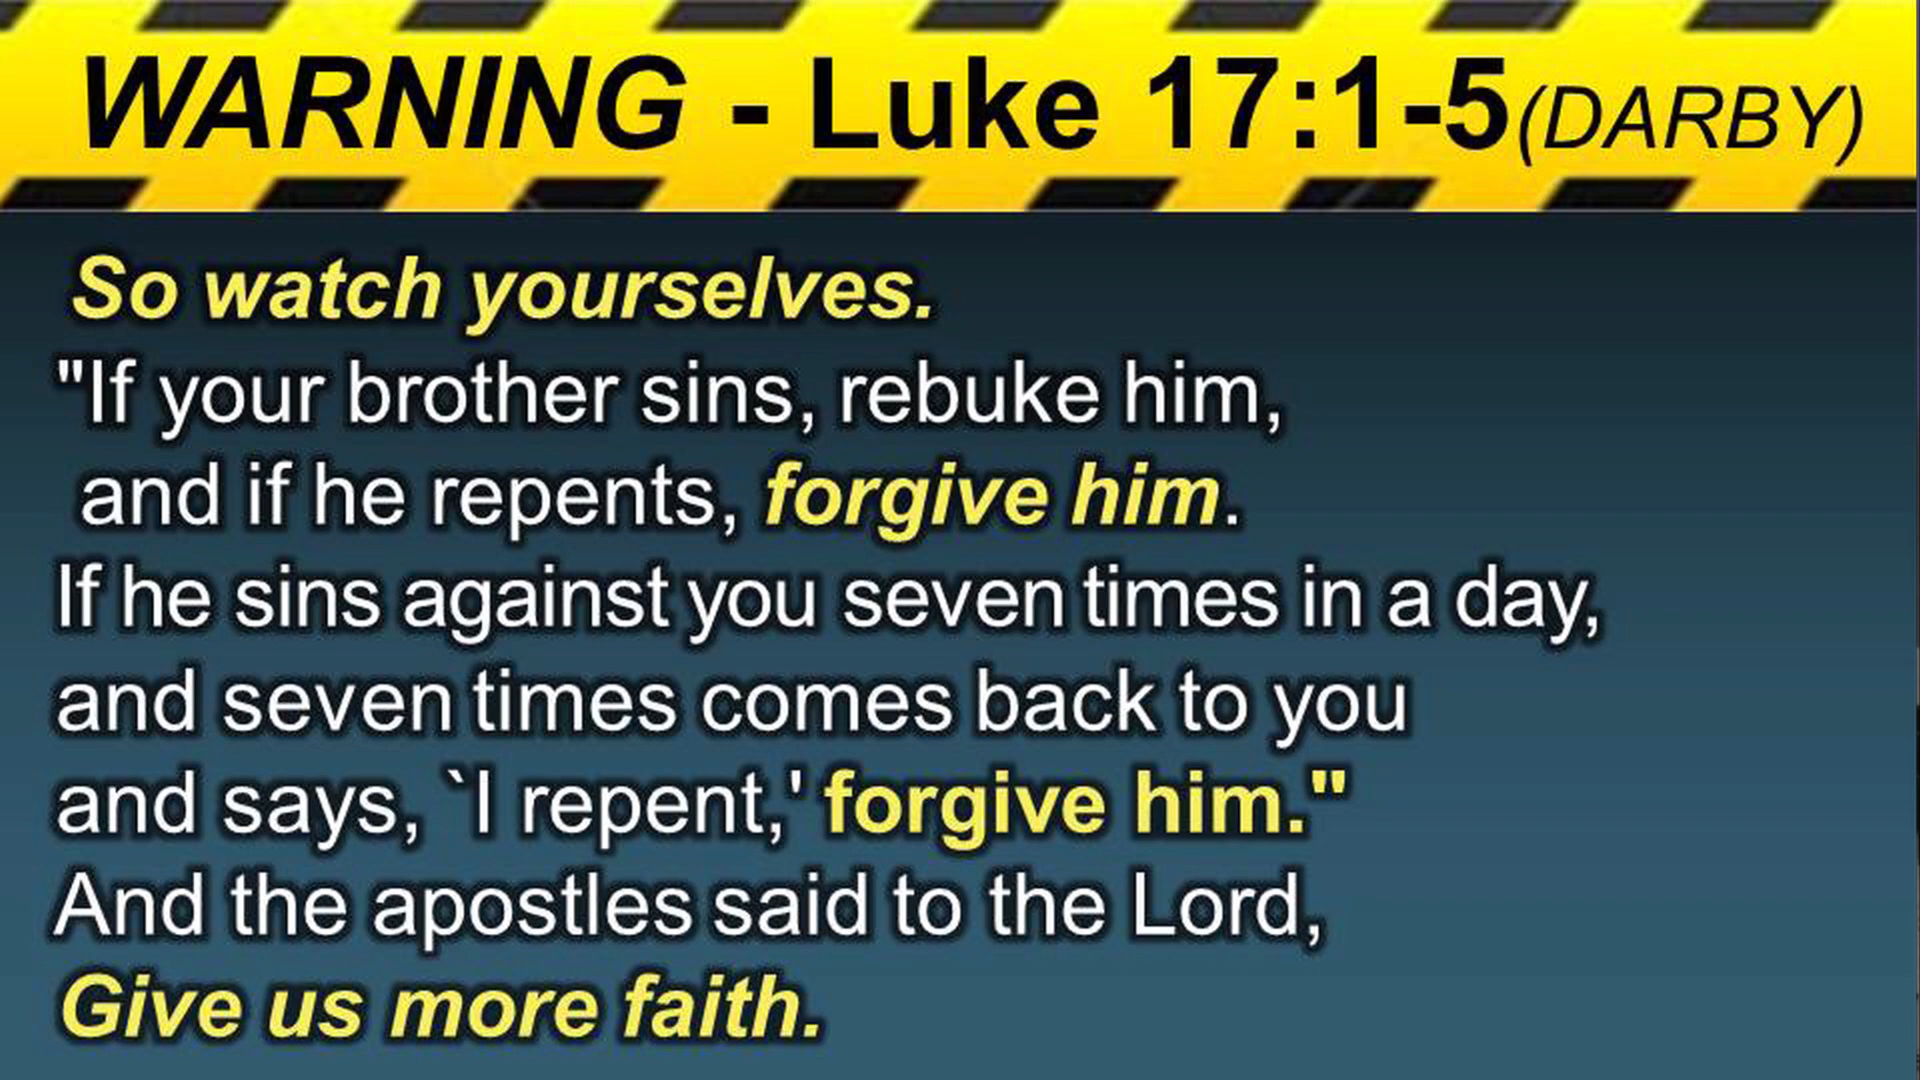 WARNING - Luke 17:1-5(DARBY)
So watch yourselves.
"If your brother sins, rebuke him,
and if he repents, forgive him.
If he sins against you seven times in a day,
and seven times comes back to you
and says, `I repent,' forgive him."
And the apostles said to the Lord,
Give us more faith.